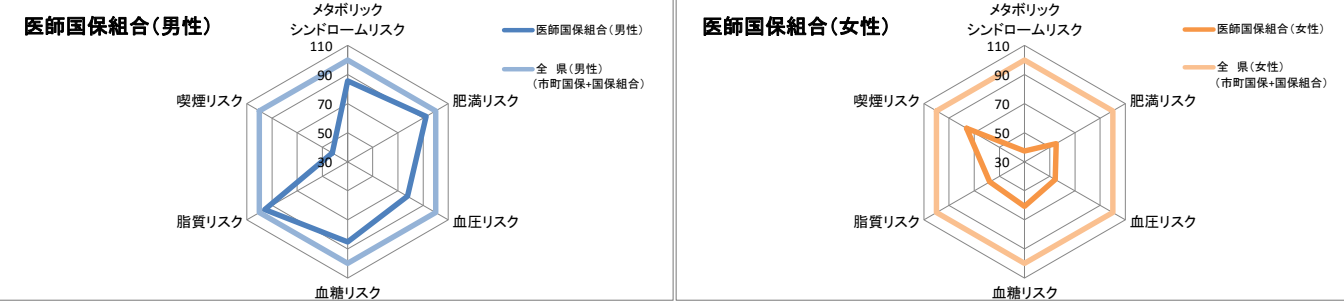 医師国保組合(男性)
メタボリック
シンドロームリスク
医師国保組合(男性)
全　県(男性)
(市町国保+国保組合)
110
90
70
50
30
喫煙リスク
肥満リスク
脂質リスク
血圧リスク
血糖リスク
医師国保組合(女性)
メタボリック
シンドロームリスク
医師国保組合(女性)
全　県(女性)
(市町国保+国保組合)
110
90
70
50
30
喫煙リスク
肥満リスク
脂質リスク
血圧リスク
血糖リスク